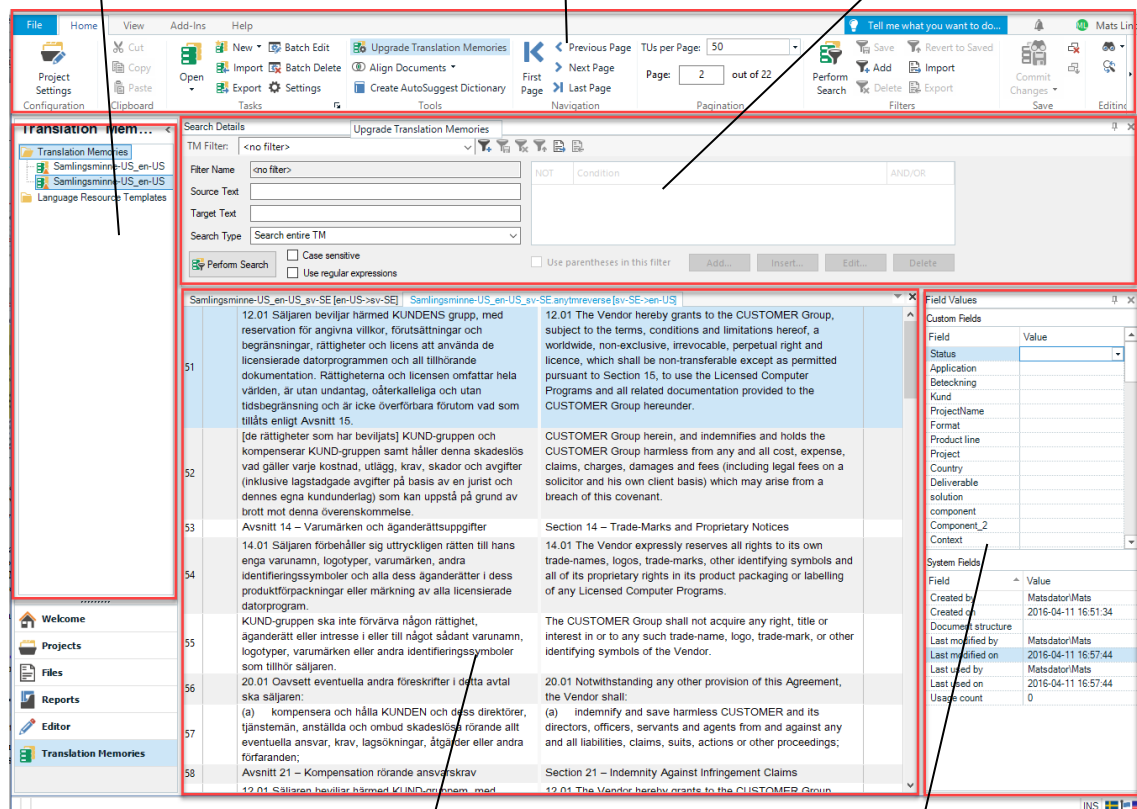 File Home View Add-Ins Help Tell me what you want to do... ML Mats Lin
Project Settings
Configuration
Cut
Copy
Paste
Clipboard
Open
New Batch Edit
Import Batch Delete
Export Settings
Tasks
Upgrade Translation Memories
Align Documents
Create AutoSuggest Dictionary
Tools
First Page
Previous Page
Next Page
Last Page
Navigation
TUs per Page: 50
Page: 2 out of 22
Pagination
Perform Search
Save Revert to Saved
Add Import
Delete Export
Filters
Commit Changes
Save
Editing
Translation Mem...
Translation Memories
Samlingsminne-US_en-US
Samlingsminne-US_en-US
Language Resource Templates
Search Details
Upgrade Translation Memories
TM Filter: <no filter>
Filter Name <no filter>
Source Text
Target Text
Search Type Search entire TM
Perform Search
Case sensitive
Use regular expressions
NOT Condition AND/OR
Use parentheses in this filter Add... Insert... Edit... Delete
Samlingsminne-US_en-US_sv-SE [en-US->sv-SE] Samlingsminne-US_en-US_sv-SE.anytmreverse [sv-SE->en-US]
51
12.01 Säljaren beviljar härmed KUNDENS grupp, med
reservation för angivna villkor, förutsättningar och
begränsningar, rättigheter och licens att använda de
licensierade datorprogrammen och all tillhörande
dokumentation. Rättigheterna och licensen omfattar hela
världen, är utan undantag, oåterkalleliga och utan
tidsbegränsning och är icke överförbara förutom vad som
tillåts enligt Avsnitt 15.
12.01 The Vendor hereby grants to the CUSTOMER Group,
subject to the terms, conditions and limitations hereof, a
worldwide, non-exclusive, irrevocable, perpetual right and
licence, which shall be non-transferable except as permitted
pursuant to Section 15, to use the Licensed Computer
Programs and all related documentation provided to the
CUSTOMER Group hereunder.
52
[de rättigheter som har beviljats] KUND-gruppen och
kompenserar KUND-gruppen samt håller denna skadeslös
vad gäller varje kostnad, utlägg, krav, skador och avgifter
(inklusive lagstadgade avgifter på basis av en jurist och
dennes egna kundunderlag) som kan uppstå på grund av
brott mot denna överenskommelse.
CUSTOMER Group herein, and indemnifies and holds the
CUSTOMER Group harmless from any and all cost, expense,
claims, charges, damages and fees (including legal fees on a
solicitor and his own client basis) which may arise from a
breach of this covenant.
53
Avsnitt 14 – Varumärken och äganderättsuppgifter
Section 14 – Trade-Marks and Proprietary Notices
54
14.01 Säljaren förbehåller sig uttryckligen rätten till hans
enga varunamn, logotyper, varumärken, andra
identifieringssymboler och alla dess äganderätter i dess
produktförpackningar eller märkning av alla licensierade
datorprogram.
14.01 The Vendor expressly reserves all rights to its own
trade-names, logos, trade-marks, other identifying symbols and
all of its proprietary rights in its product packaging or labelling
of any Licensed Computer Programs.
55
KUND-gruppen ska inte förvärva någon rättighet,
äganderätt eller intresse i eller till något sådant varunamn,
logotyper, varumärken eller andra identifieringssymboler
som tillhör säljaren.
The CUSTOMER Group shall not acquire any right, title or
interest in or to any such trade-name, logo, trade-mark, or other
identifying symbols of the Vendor.
56
20.01 Oavsett eventuella andra föreskrifter i detta avtal
ska säljaren:
20.01 Notwithstanding any other provision of this Agreement,
the Vendor shall:
57
(a) kompensera och hålla KUNDEN och dess direktörer,
tjänstemän, anställda och ombud skadeslösa rörande allt
eventuella ansvar, krav, lagsökningar, åtgärder eller andra
förfaranden;
(a) indemnify and save harmless CUSTOMER and its
directors, officers, servants and agents from and against any
and all liabilities, claims, suits, actions or other proceedings;
58
Avsnitt 21 – Kompensation rörande ansvarskrav
Section 21 – Indemnity Against Infringement Claims
12.01 Säljaren beviljar härmed KUND-gruppem, med
12.01 The Vendor hereby grants to the CUSTOMER Group
Field Values
Custom Fields
Field Value
Status
Application
Beteckning
Kund
ProjectName
Format
Product line
Project
Country
Deliverable
solution
component
Component_2
Context
System Fields
Field Value
Created by Matsdator\Mats
Created on 2016-04-11 16:51:34
Document structure
Last modified by Matsdator\Mats
Last modified on 2016-04-11 16:57:44
Last used by Matsdator\Mats
Last used on 2016-04-11 16:57:44
Usage count 0
Welcome
Projects
Files
Reports
Editor
Translation Memories
INS